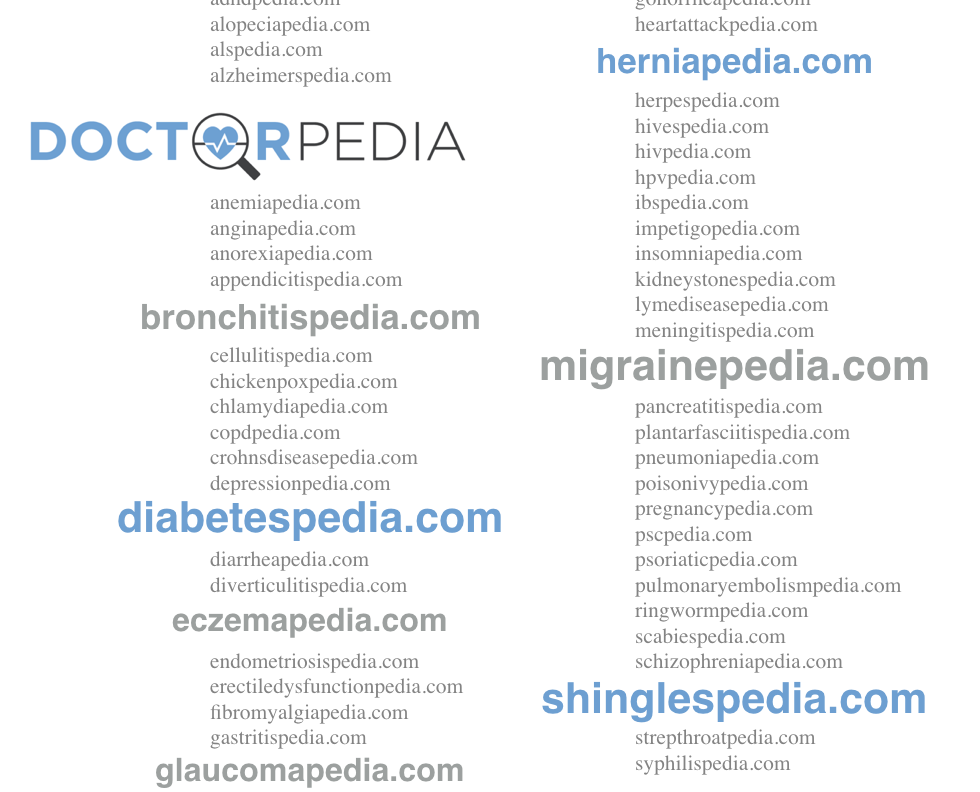 adhdpedia.com
alopeciapedia.com
alspedia.com
alzheimerspedia.com
DOCTORPEDIA
anemiapedia.com
anginapedia.com
anorexiapedia.com
appendicitispedia.com
bronchitispedia.com
cellulitispedia.com
chickenpoxpedia.com
chlamydiapedia.com
copdpedia.com
crohnsdiseasepedia.com
depressionpedia.com
diabetespedia.com
diarrheapedia.com
diverticulitispedia.com
eczemapedia.com
endometriosispedia.com
erectiledysfunctionpedia.com
fibromyalgiapedia.com
gastritispedia.com
glaucomapedia.com
gonorrheapedia.com
heartattackpedia.com
herniapedia.com
herpespedia.com
hivespedia.com
hivpedia.com
hpvpedia.com
ibspedia.com
impetigopedia.com
insomniapedia.com
kidneystonespedia.com
lymediseasepedia.com
meningitispedia.com
migrainepedia.com
pancreatitispedia.com
plantarfasciitispedia.com
pneumoniapedia.com
poisonivypedia.com
pregnancypedia.com
pscpedia.com
psoriaticpedia.com
pulmonaryembolismpedia.com
ringwormpedia.com
scabiespedia.com
schizophreniapedia.com
shinglespedia.com
strepthroatpedia.com
syphilispedia.com